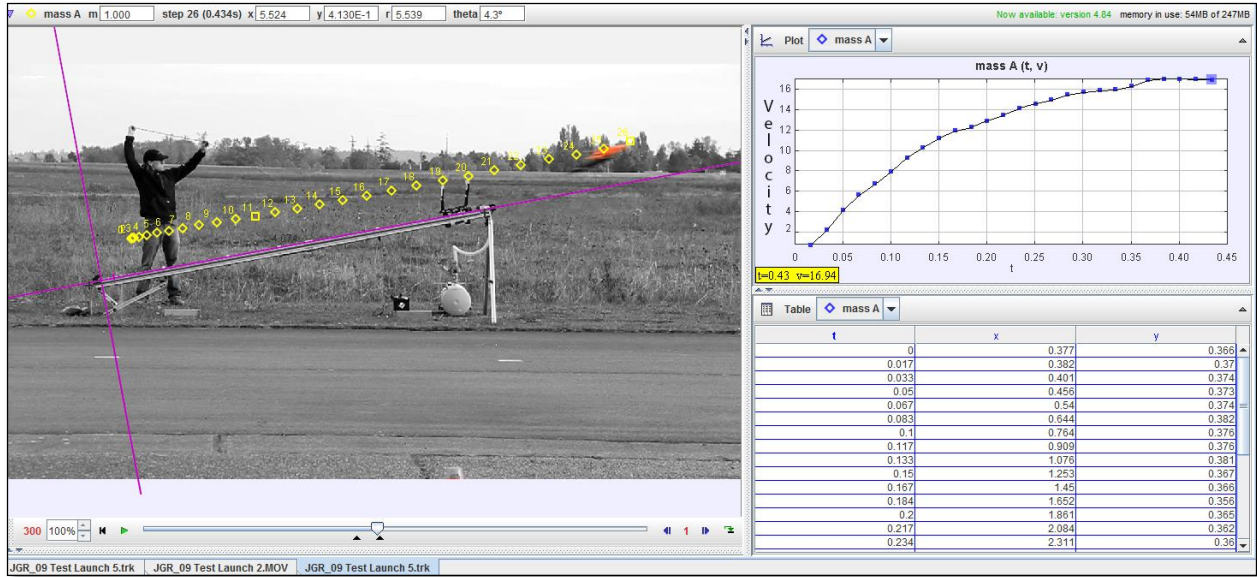 mass A m 1.000 step 26 (0.434s) x 5.524 y 4.130E-1 r 5.539 theta 4.3º
Now available: version 4.84 memory in use: 54MB of 247MB
Plot mass A
mass A (t, v)
Velocity
16
14
12
10
8
6
4
2
0 0.05 0.10 0.15 0.20 0.25 0.30 0.35 0.40 0.45
t
t=0.43 v=16.94
Table mass A
t x y
0 0.377 0.366
0.017 0.382 0.37
0.033 0.401 0.374
0.05 0.456 0.373
0.067 0.54 0.374
0.083 0.644 0.382
0.1 0.764 0.376
0.117 0.909 0.376
0.133 1.076 0.381
0.15 1.253 0.367
0.167 1.45 0.366
0.184 1.652 0.356
0.2 1.861 0.365
0.217 2.084 0.362
0.234 2.311 0.36
4 5 6 7 8 9 10 11 12 13 14 15 16 17 18 19 20 21 24
300 100% 1
JGR_09 Test Launch 5.trk JGR_09 Test Launch 2.MOV JGR_09 Test Launch 5.trk